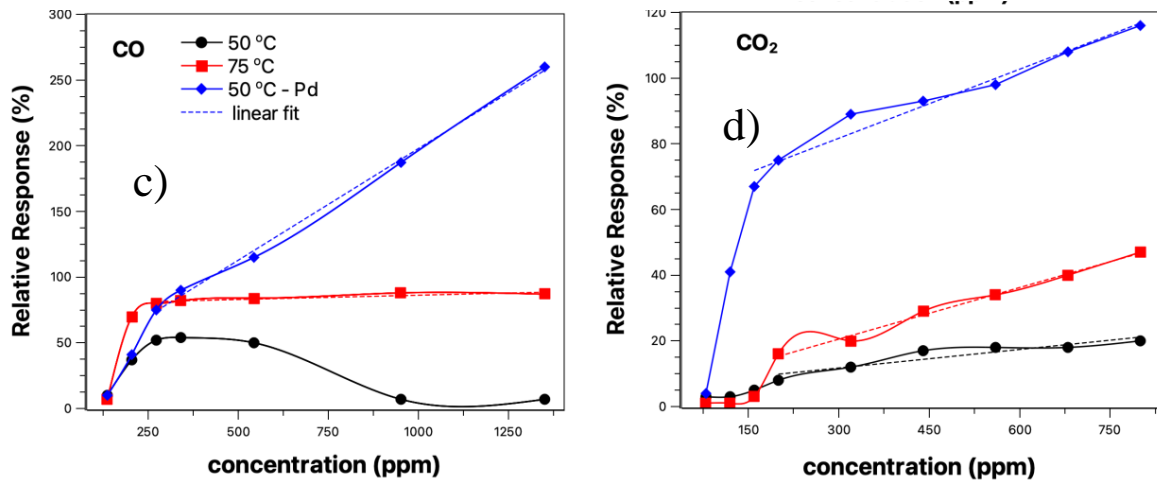 CO
50 °C
75 °C
50 °C - Pd
linear fit
c)
Relative Response (%)
300
250
200
150
100
50
0
250
500
750
1000
1250
concentration (ppm)
CO₂
d)
Relative Response (%)
120
100
80
60
40
20
0
150
300
450
600
750
concentration (ppm)